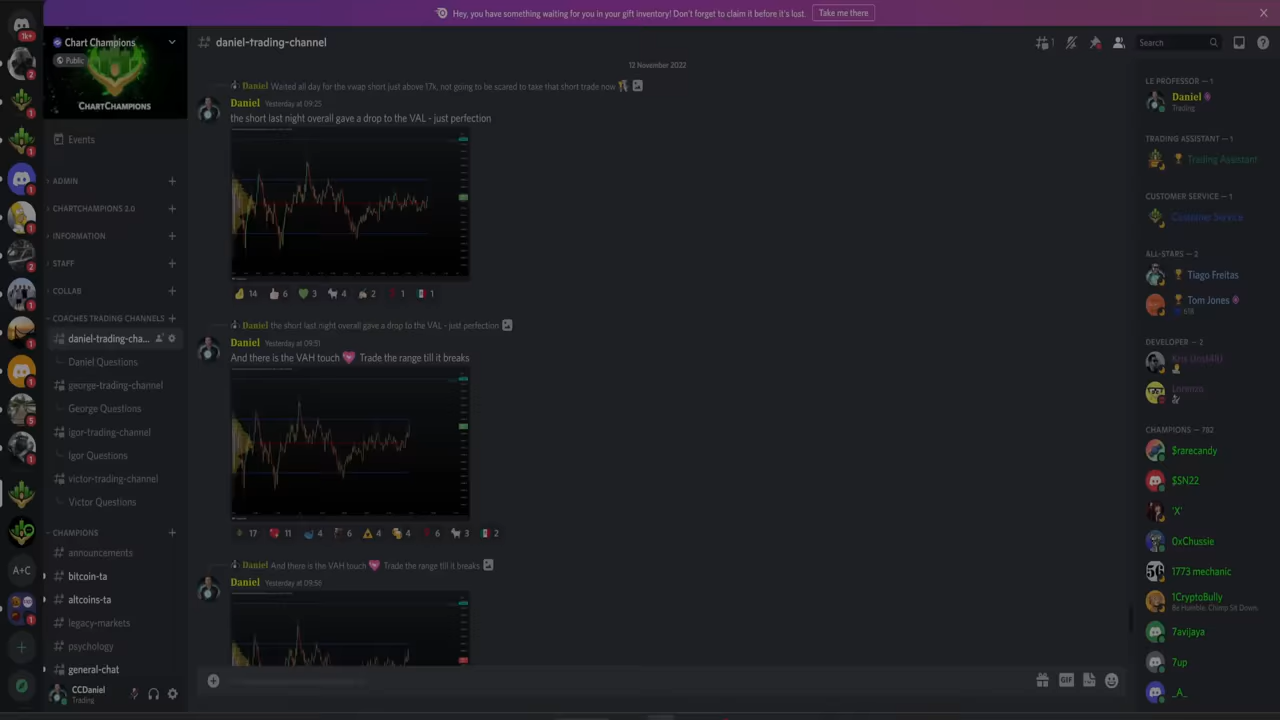 Hey, you have something waiting for you in your gift inventory! Don't forget to claim it before it's lost.
Take me there
1k+
Chart Champions
Public
CHARTCHAMPIONS
Events
ADMIN
CHARTCHAMPIONS 2.0
INFORMATION
STAFF
COLLAB
COACHES TRADING CHANNELS
daniel-trading-cha...
Daniel Questions
george-trading-channel
George Questions
igor-trading-channel
Igor Questions
victor-trading-channel
Victor Questions
CHAMPIONS
announcements
bitcoin-ta
altcoins-ta
legacy-markets
psychology
general-chat
A+C
CCDaniel
Trading
daniel-trading-channel
1
Search
12 November 2022
Daniel Waited all day for the vwap short just above 17k, not going to be scared to take that short trade now
Daniel Yesterday at 09:25
the short last night overall gave a drop to the VAL - just perfection
14 6 3 4 2 1 1
Daniel the short last night overall gave a drop to the VAL - just perfection
Daniel Yesterday at 09:51
And there is the VAH touch Trade the range till it breaks
17 11 4 6 4 4 6 3 2
Daniel And there is the VAH touch Trade the range till it breaks
Daniel Yesterday at 09:56
GIF
LE PROFESSOR — 1
Daniel
Trading
TRADING ASSISTANT — 1
Trading Assistant
CUSTOMER SERVICE — 1
Customer Service
ALL-STARS — 2
Tiago Freitas
Tom Jones
DEVELOPER — 2
Lorenzo
CHAMPIONS — 782
$rarecandy
$SN22
'X'
0xChussie
1773 mechanic
1CryptoBully
Be Humble, Chimp Sit Down.
7avijaya
7up
_A_